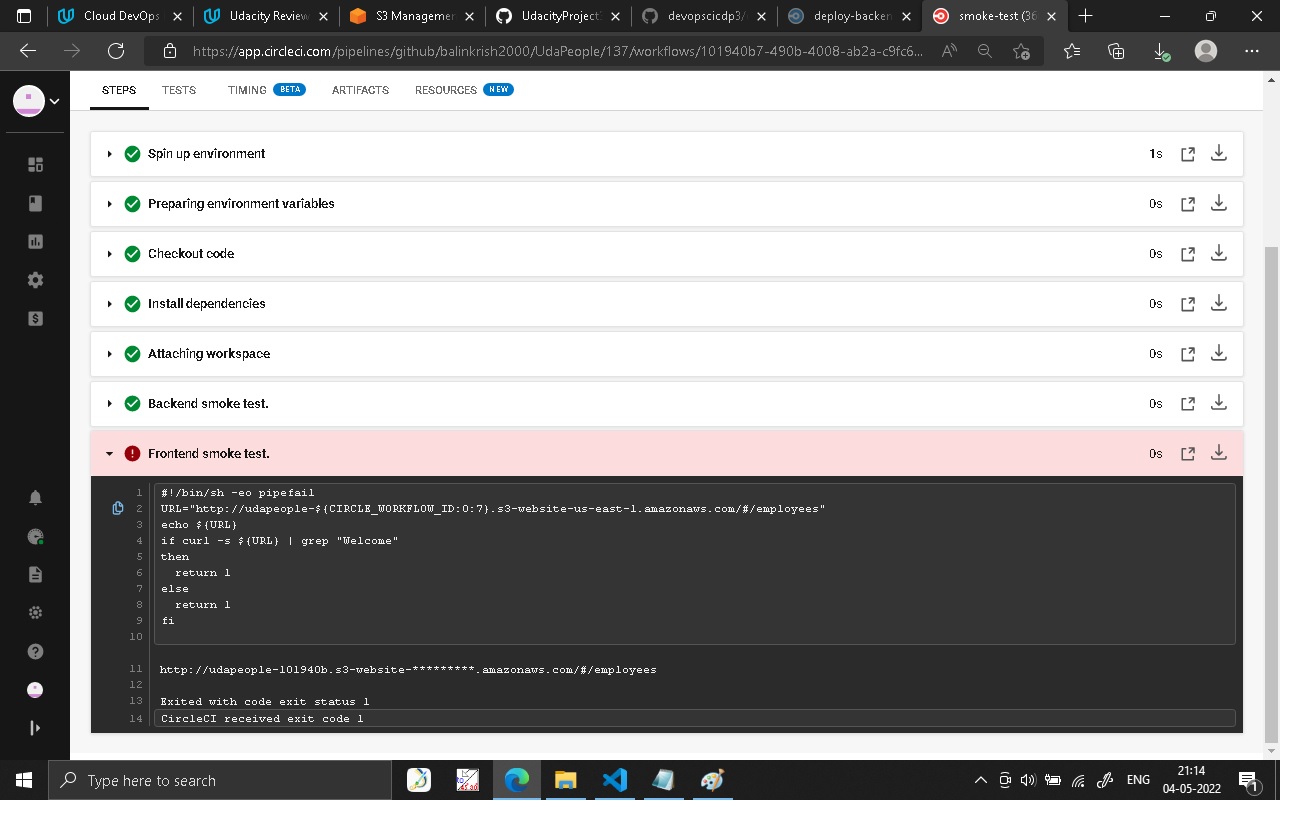 Cloud DevOps
Udacity Review
S3 Managemen
UdacityProject
devopscicdp3/
deploy-backen
smoke-test (36
https://app.circleci.com/pipelines/github/balinkrish2000/UdaPeople/137/workflows/101940b7-490b-4008-ab2a-c9fc6...
STEPS
TESTS
TIMING BETA
ARTIFACTS
RESOURCES NEW
Spin up environment 1s
Preparing environment variables 0s
Checkout code 0s
Install dependencies 0s
Attaching workspace 0s
Backend smoke test. 0s
Frontend smoke test. 0s
1 #!/bin/sh -eo pipefail
2 URL="http://udapeople-${CIRCLE_WORKFLOW_ID:0:7}.s3-website-us-east-1.amazonaws.com/#/employees"
3 echo ${URL}
4 if curl -s ${URL} | grep "Welcome"
5 then
6 return 1
7 else
8 return 1
9 fi
10
11 http://udapeople-101940b.s3-website-*********.amazonaws.com/#/employees
12
13 Exited with code exit status 1
14 CircleCI received exit code 1
Type here to search
ENG
21:14
04-05-2022
1